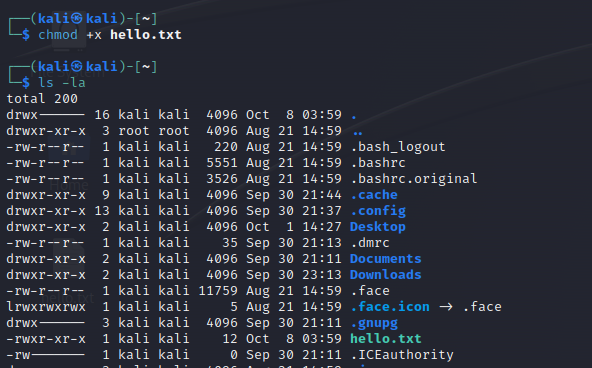 ┌──(kali㉿kali)-[~]
└─$ chmod +x hello.txt
┌──(kali㉿kali)-[~]
└─$ ls -la
total 200
drwx------ 16 kali kali  4096 Oct  8 03:59 .
drwxr-xr-x  3 root root  4096 Aug 21 14:59 ..
-rw-r--r--  1 kali kali   220 Aug 21 14:59 .bash_logout
-rw-r--r--  1 kali kali  5551 Aug 21 14:59 .bashrc
-rw-r--r--  1 kali kali  3526 Aug 21 14:59 .bashrc.original
drwxr-xr-x  9 kali kali  4096 Sep 30 21:44 .cache
drwxr-xr-x 13 kali kali  4096 Sep 30 21:37 .config
drwxr-xr-x  2 kali kali  4096 Oct  1 14:27 Desktop
-rw-r--r--  1 kali kali    35 Sep 30 21:13 .dmrc
drwxr-xr-x  2 kali kali  4096 Sep 30 21:11 Documents
drwxr-xr-x  2 kali kali  4096 Sep 30 23:13 Downloads
-rw-r--r--  1 kali kali 11759 Aug 21 14:59 .face
lrwxrwxrwx  1 kali kali     5 Aug 21 14:59 .face.icon -> .face
drwx------  3 kali kali  4096 Sep 30 21:11 .gnupg
-rwxr-xr-x  1 kali kali    12 Oct  8 03:59 hello.txt
-rw-------  1 kali kali     0 Sep 30 21:11 .ICEauthority